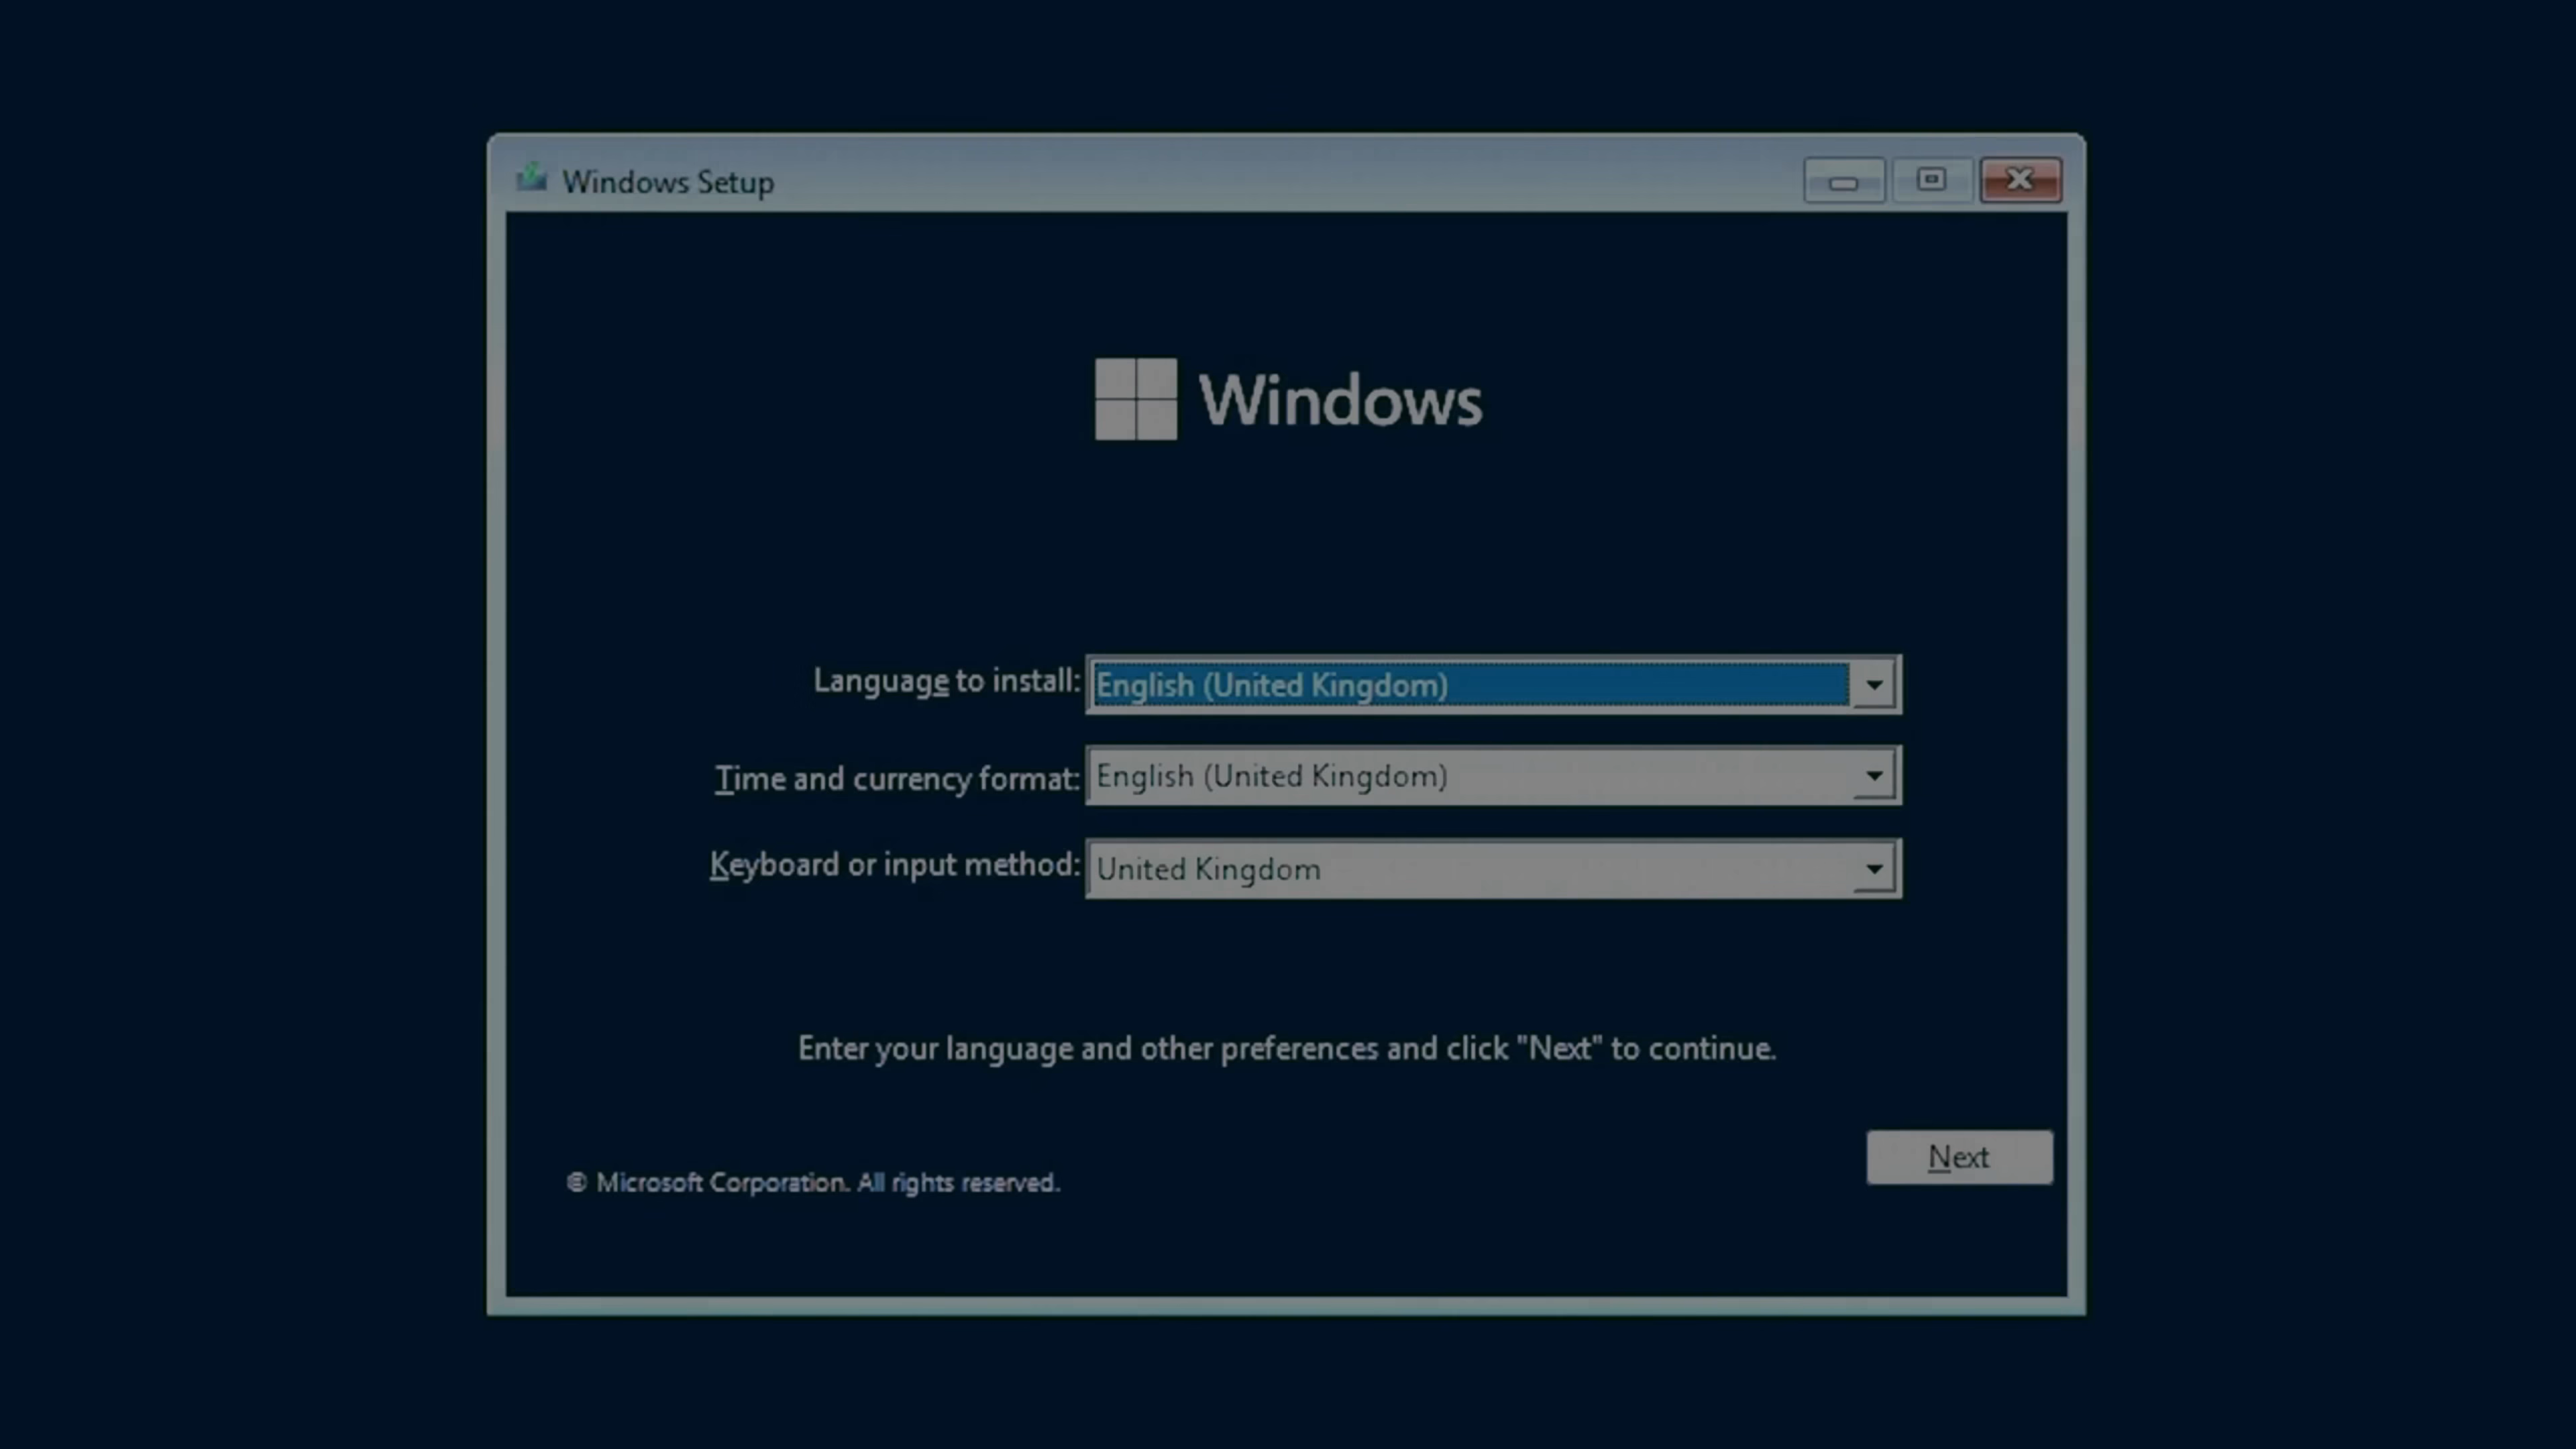 Windows Setup
Windows
Language to install: English (United Kingdom)
Time and currency format: English (United Kingdom)
Keyboard or input method: United Kingdom
Enter your language and other preferences and click "Next" to continue.
Next
© Microsoft Corporation. All rights reserved.